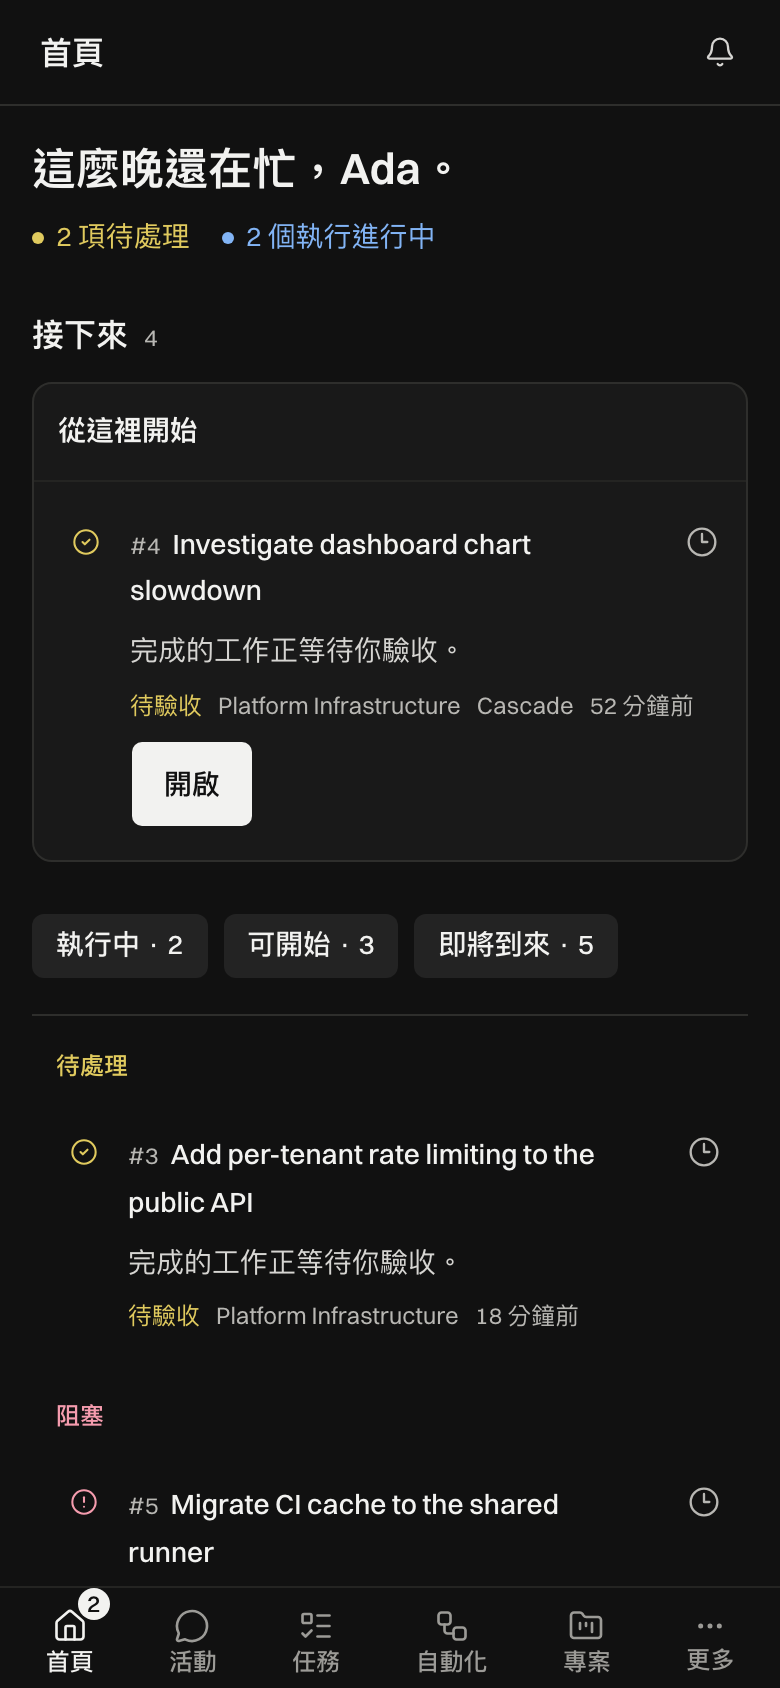 首頁
這麼晚還在忙，Ada。
2 項待處理 2 個執行進行中
接下來 4
從這裡開始
#4 Investigate dashboard chart
slowdown
完成的工作正等待你驗收。
待驗收 Platform Infrastructure Cascade 52 分鐘前
開啟
執行中 · 2 可開始 · 3 即將到來 · 5
待處理
#3 Add per-tenant rate limiting to the
public API
完成的工作正等待你驗收。
待驗收 Platform Infrastructure 18 分鐘前
阻塞
#5 Migrate CI cache to the shared
runner
2
首頁 活動 任務 自動化 專案 更多